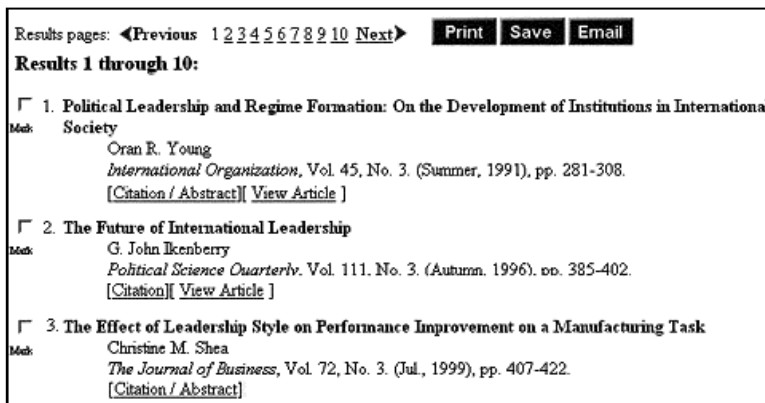 Results pages: ◀Previous 1 2 3 4 5 6 7 8 9 10 Next▶ Print Save Email
Results 1 through 10:
1. Political Leadership and Regime Formation: On the Development of Institutions in Internationa
Mark Society
Oran R. Young
International Organization, Vol. 45, No. 3. (Summer, 1991), pp. 281-308.
[Citation / Abstract][ View Article ]
2. The Future of International Leadership
Mark G. John Ikenberry
Political Science Quarterly, Vol. 111, No. 3. (Autumn, 1996), pp. 385-402.
[Citation][ View Article ]
3. The Effect of Leadership Style on Performance Improvement on a Manufacturing Task
Mark Christine M. Shea
The Journal of Business, Vol. 72, No. 3. (Jul., 1999), pp. 407-422.
[Citation / Abstract]